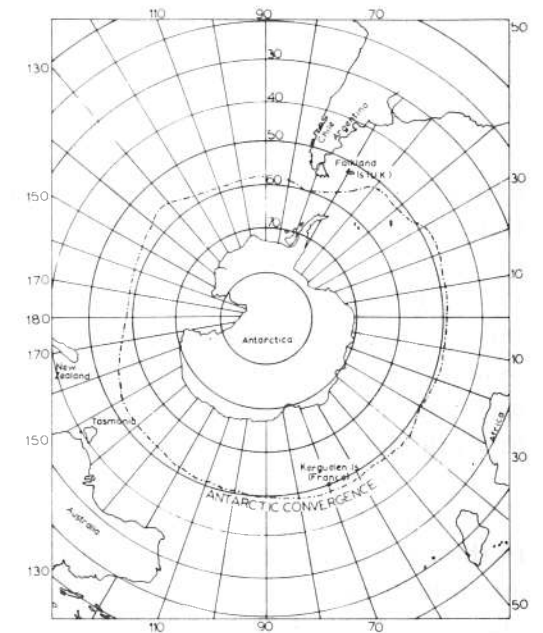 110
90
70
50
130
30
40
50
60
70
Chile
Argentina
Falkland
Is(U.K)
30
150
170
10
180
170
10
Antarctica
New
Zealand
Tasmania
150
Africa
30
Kerguelen Is
(France)
ANTARCTIC CONVERGENCE
Australia
130
50
110
90
70